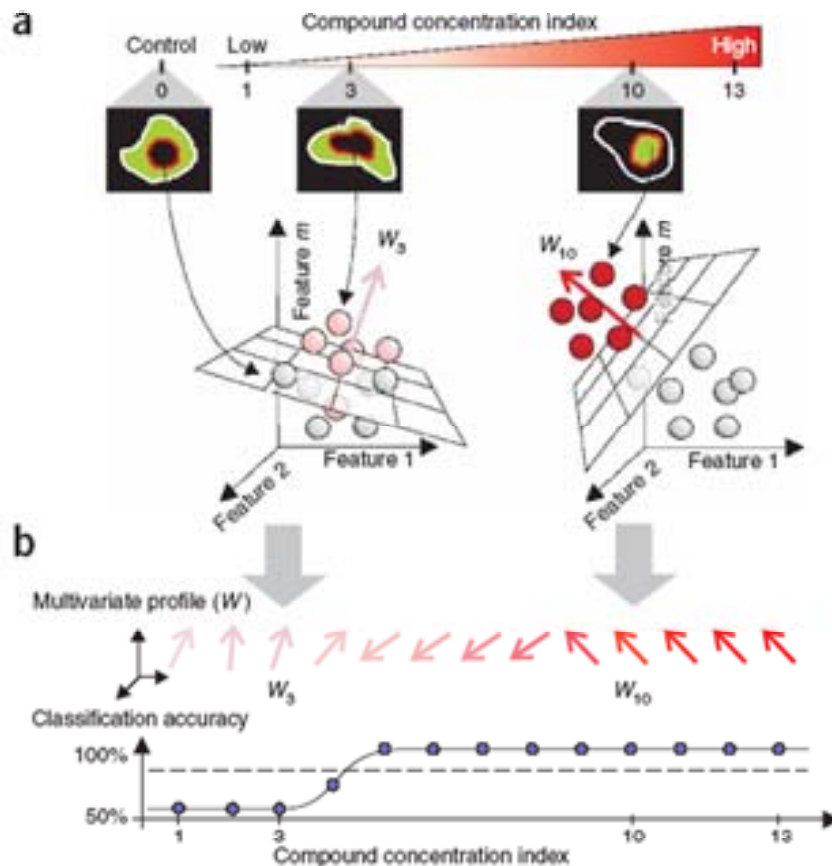 a
Compound concentration index
Control Low High
0 1 3 10 13
W3 W10
Feature m
Feature 1
Feature 2
Feature m
Feature 1
Feature 2
b
Multivariate profile (W)
W3 W10
Classification accuracy
100%
50%
1 3 10 13
Compound concentration index